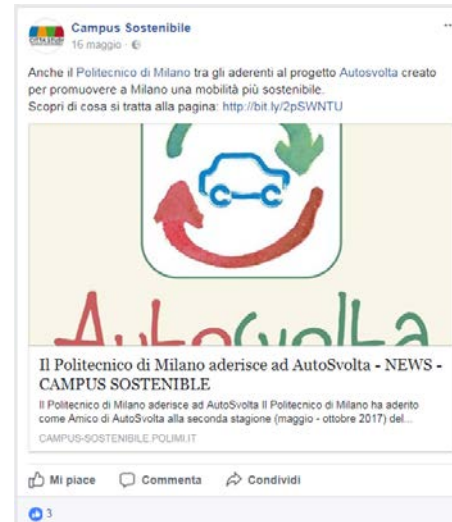 Campus Sostenibile
16 maggio
Anche il Politecnico di Milano tra gli aderenti al progetto Autosvolta creato
per promuovere a Milano una mobilità più sostenibile.
Scopri di cosa si tratta alla pagina: http://bit.ly/2pSWNTU
AutoSvolta
Il Politecnico di Milano aderisce ad AutoSvolta - NEWS -
CAMPUS SOSTENIBLE
Il Politecnico di Milano aderisce ad AutoSvolta Il Politecnico di Milano ha aderito
come Amico di AutoSvolta alla seconda stagione (maggio - ottobre 2017) del...
CAMPUS-SOSTENIBILE.POLIMI.IT
Mi piace Commenta Condividi
3